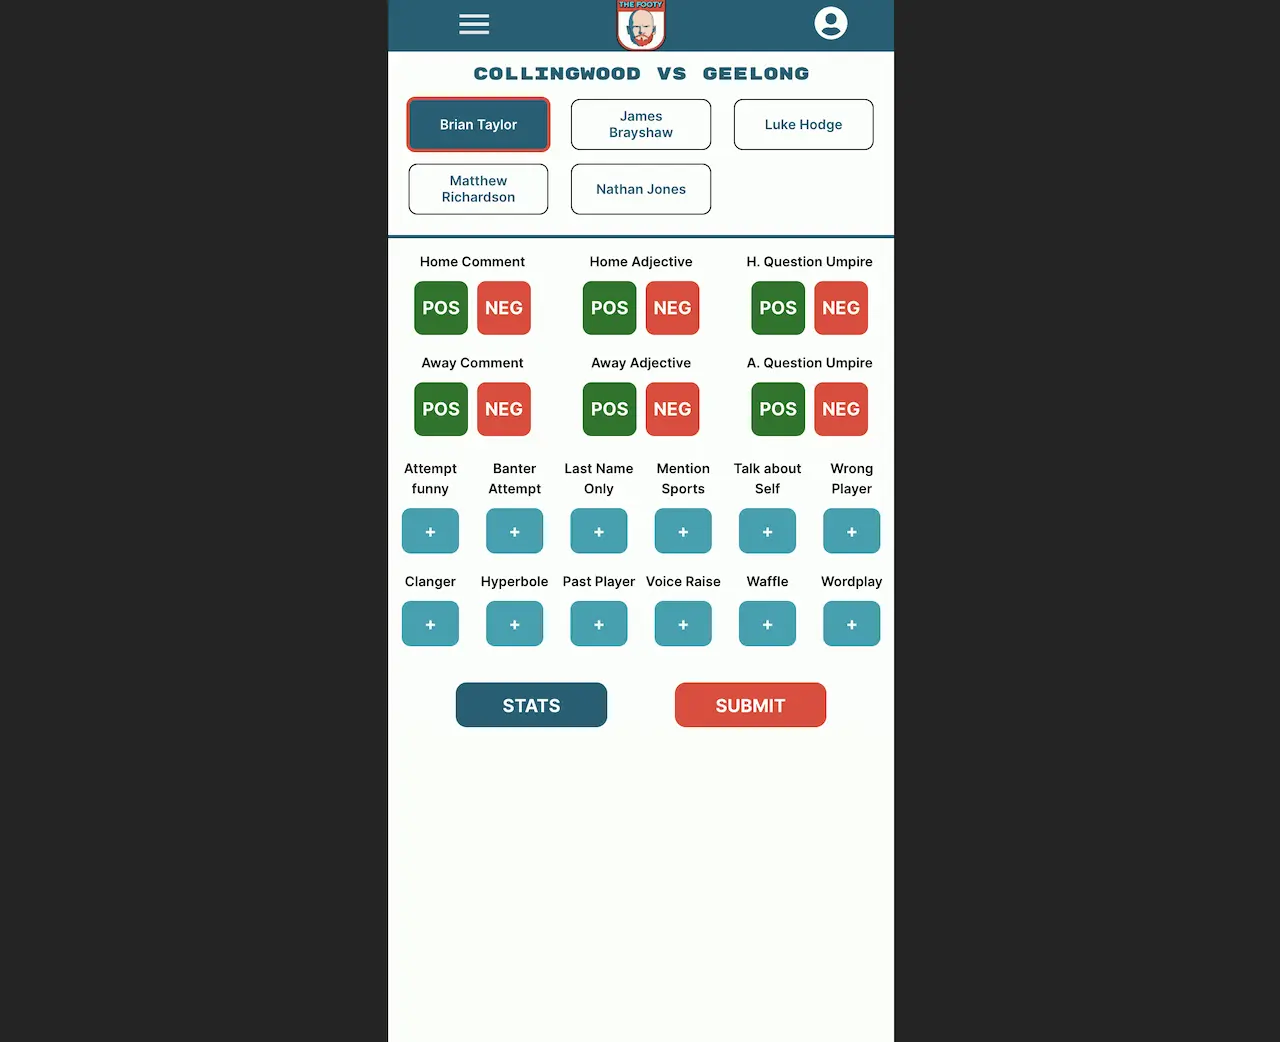 THE FOOTY
COLLINGWOOD VS GEELONG
Brian Taylor
James
Brayshaw
Luke Hodge
Matthew
Richardson
Nathan Jones
Home Comment
Home Adjective
H. Question Umpire
POS NEG
POS NEG
POS NEG
Away Comment
Away Adjective
A. Question Umpire
POS NEG
POS NEG
POS NEG
Attempt
funny
Banter
Attempt
Last Name
Only
Mention
Sports
Talk about
Self
Wrong
Player
+ + + + + +
Clanger
Hyperbole
Past Player
Voice Raise
Waffle
Wordplay
+ + + + + +
STATS
SUBMIT